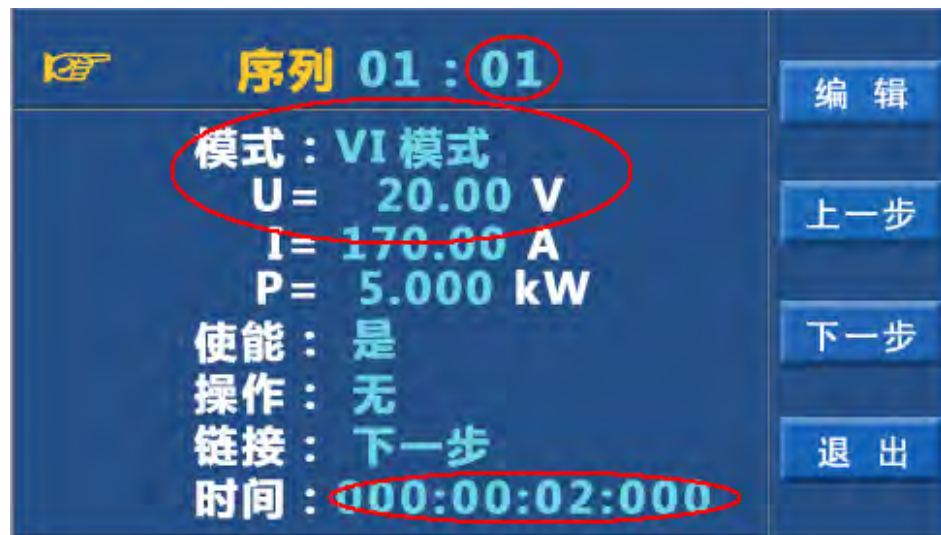 序列 01 : 01
模式 : VI 模式
U = 20.00 V
I = 170.00 A
P = 5.000 kW
使能 : 是
操作 : 无
链接 : 下一步
时间 : 000:00:02:000
编 辑
上一步
下一步
退 出